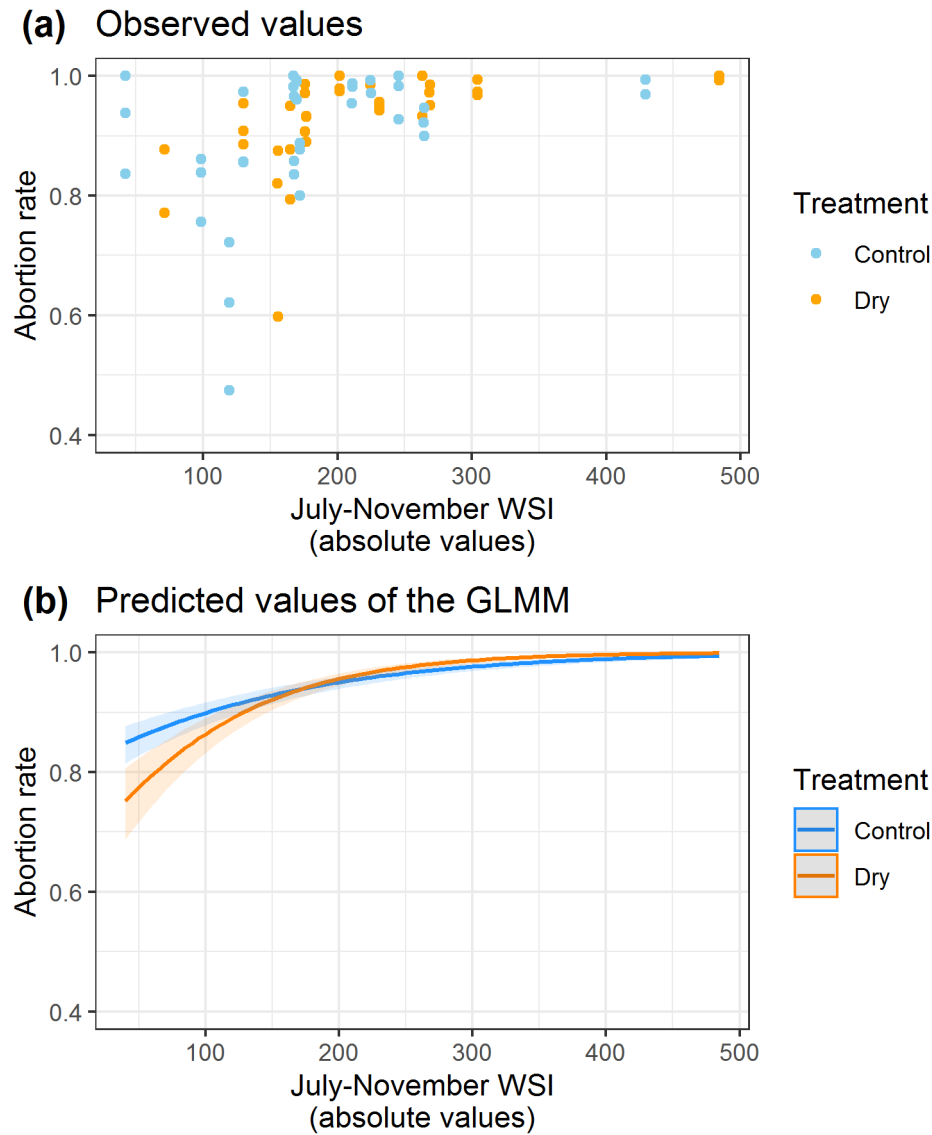 (a) Observed values
1.0
0.8
0.6
0.4
Abortion rate
100 200 300 400 500
July-November WSI
(absolute values)
Treatment
Control
Dry
(b) Predicted values of the GLMM
1.0
0.8
0.6
0.4
Abortion rate
100 200 300 400 500
July-November WSI
(absolute values)
Treatment
Control
Dry